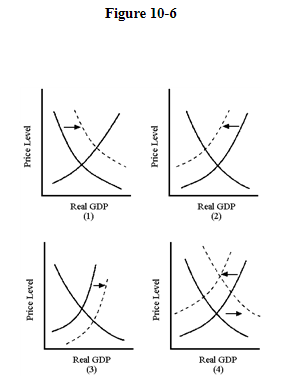 Figure 10-6
Price Level
Real GDP
(1)
Price Level
Real GDP
(2)
Price Level
Real GDP
(3)
Price Level
Real GDP
(4)